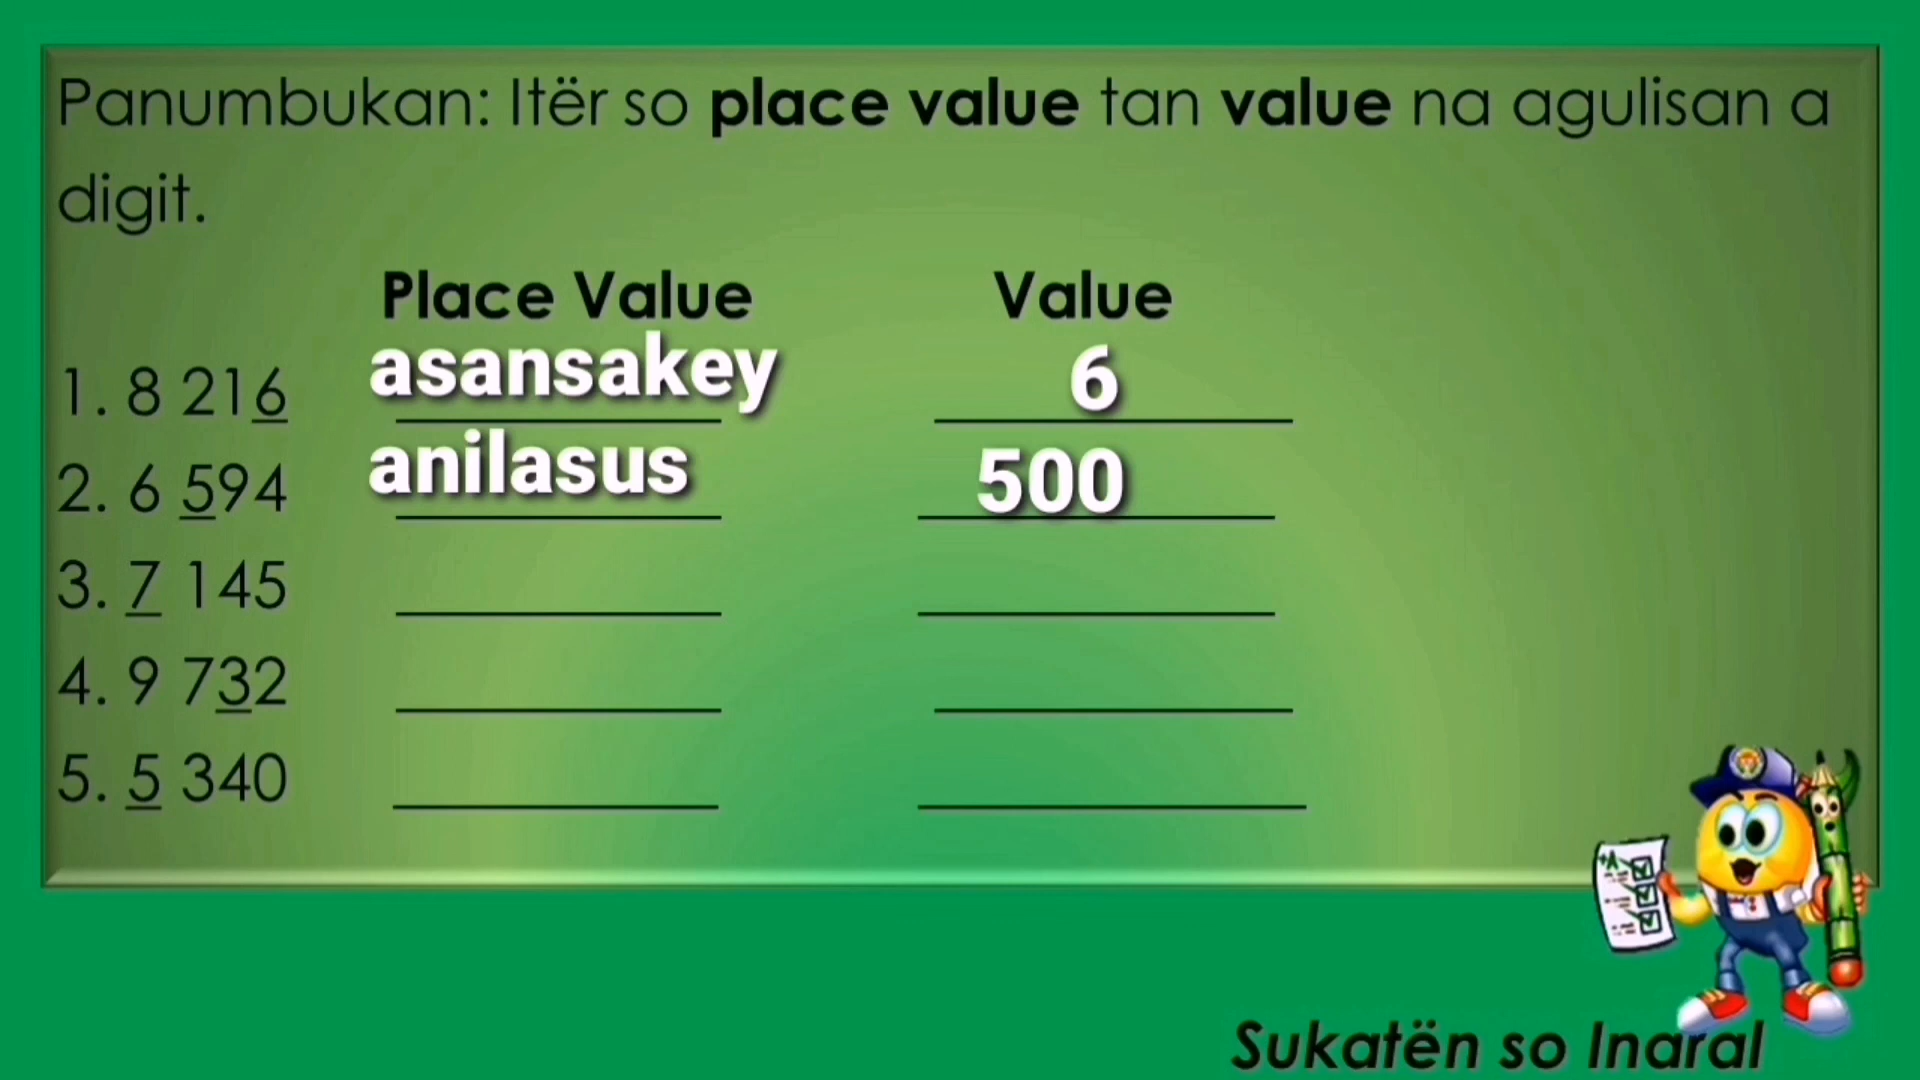 Panumbukan: Itër so place value tan value na agulisan a
digit.
Place Value Value
1. 8 216 asansakey 6
2. 6 594 anilasus 500
3. 7 145
4. 9 732
5. 5 340
+A
Sukatën so Inaral